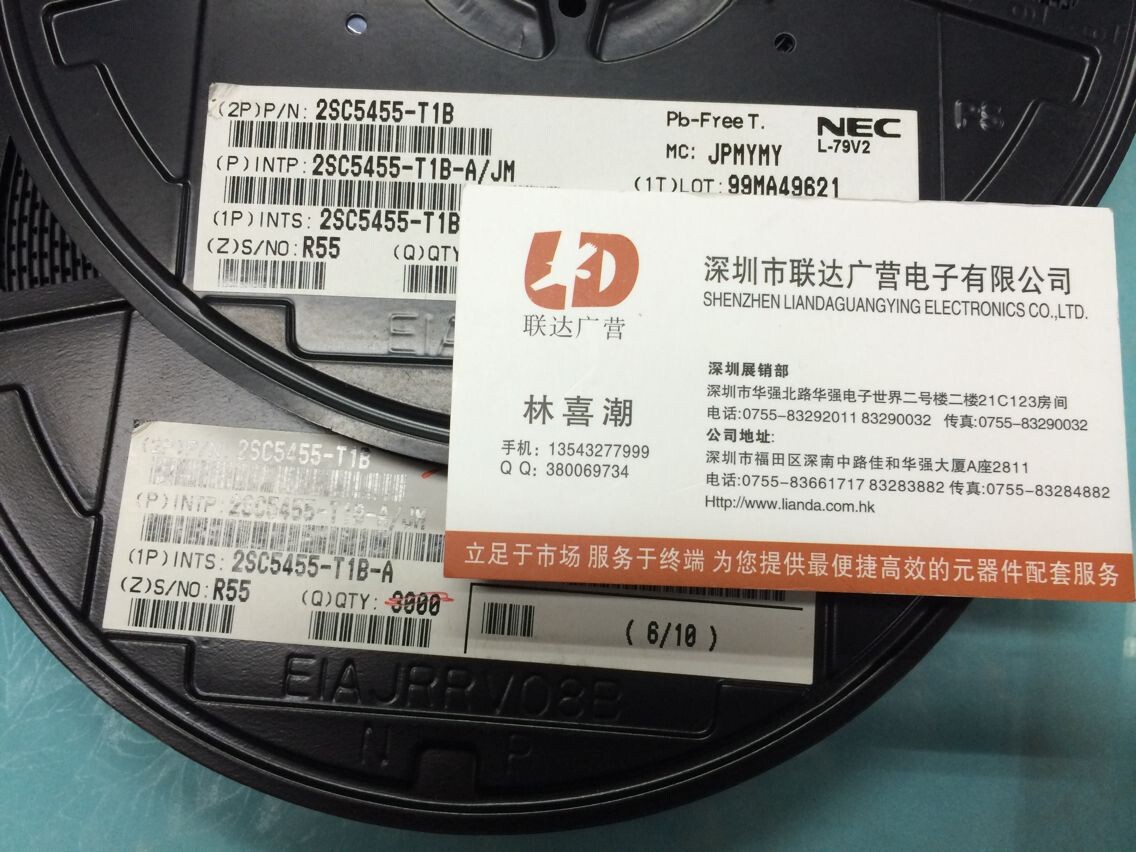 (2P)P/N: 2SC5455-T1B
Pb-Free T.
NEC
MC: JPMYMY
L-79V2
(P)INTP: 2SC5455-T1B-A/JM
(1T)LOT: 99MA49621
(1P)INTS: 2SC5455-T1B
(Z)S/NO: R55
(Q)QTY
PS
EIA
联达广营
深圳市联达广营电子有限公司
SHENZHEN LIANDAGUANGYING ELECTRONICS CO.,LTD.
林喜潮
手机: 13543277999
Q Q: 380069734
深圳展销部
深圳市华强北路华强电子世界二号楼二楼21C123房间
电话:0755-83292011 83290032 传真:0755-83290032
公司地址:
深圳市福田区深南中路佳和华强大厦A座2811
电话:0755-83661717 83283882 传真:0755-83284882
Http://www.lianda.com.hk
立足于市场 服务于终端 为您提供最便捷高效的元器件配套服务
(2P)P/N: 2SC5455-T1B
(P)INTP: 2SC5455-T1B-A/JM
(1P)INTS: 2SC5455-T1B-A
(Z)S/NO: R55
(Q)QTY: 3000
(6/10)
EIAJRRV08B
N P